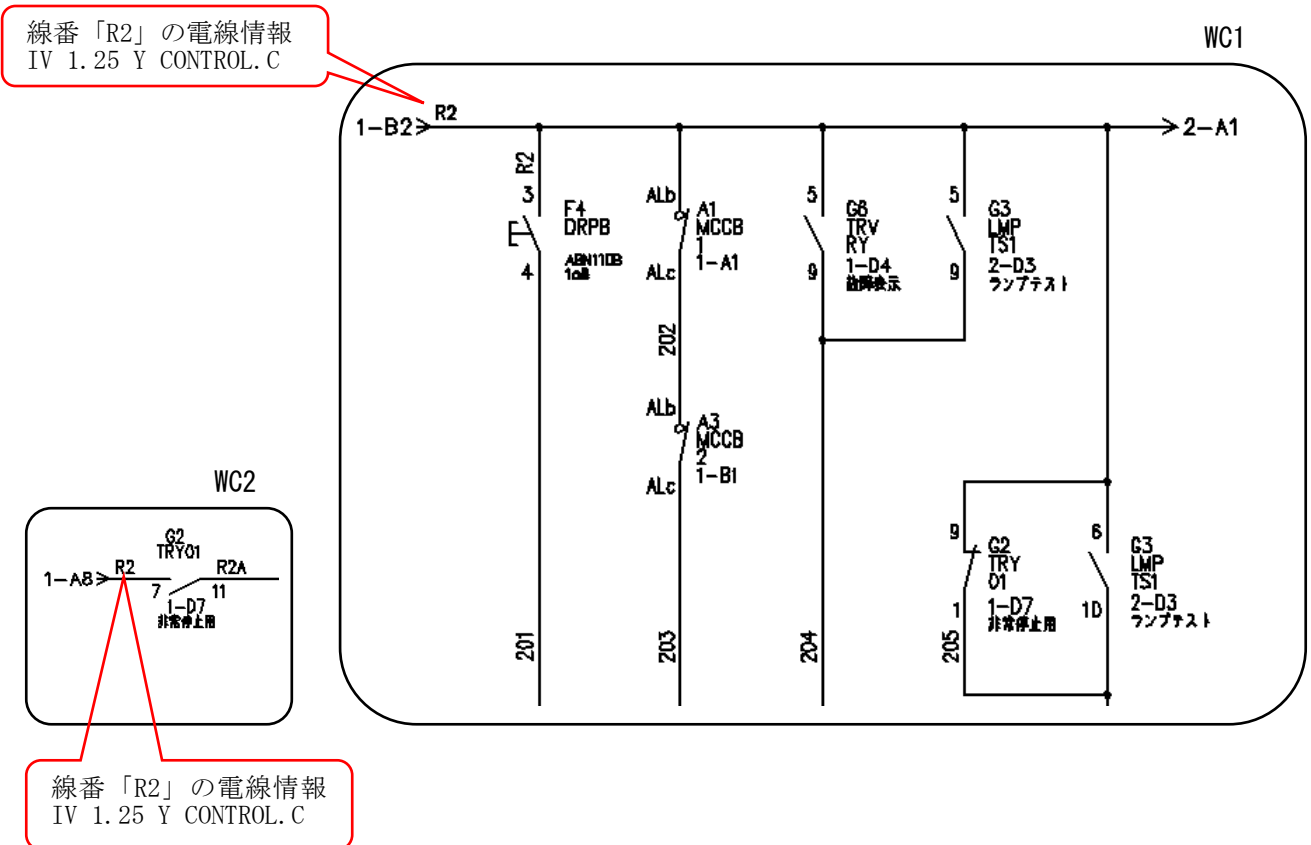 線番「R2」の電線情報
IV 1.25 Y CONTROL.C
WC1
1-B2
R2
2-A1
R2
3
4
F4
DRPB
ABN11DB
201
ALb
ALc
A1
MCCB
1
1-A1
202
ALb
ALc
A3
MCCB
2
1-B1
203
5
9
G6
TRV
RY
1-D4
故障表示
204
5
9
G3
LMP
TS1
2-D3
ランプテスト
9
1
G2
TRY
01
1-D7
非常停止用
205
6
10
G3
LMP
TS1
2-D3
ランプテスト
WC2
G2
TRY01
1-A8
R2
R2A
7
11
1-D7
非常停止用
線番「R2」の電線情報
IV 1.25 Y CONTROL.C